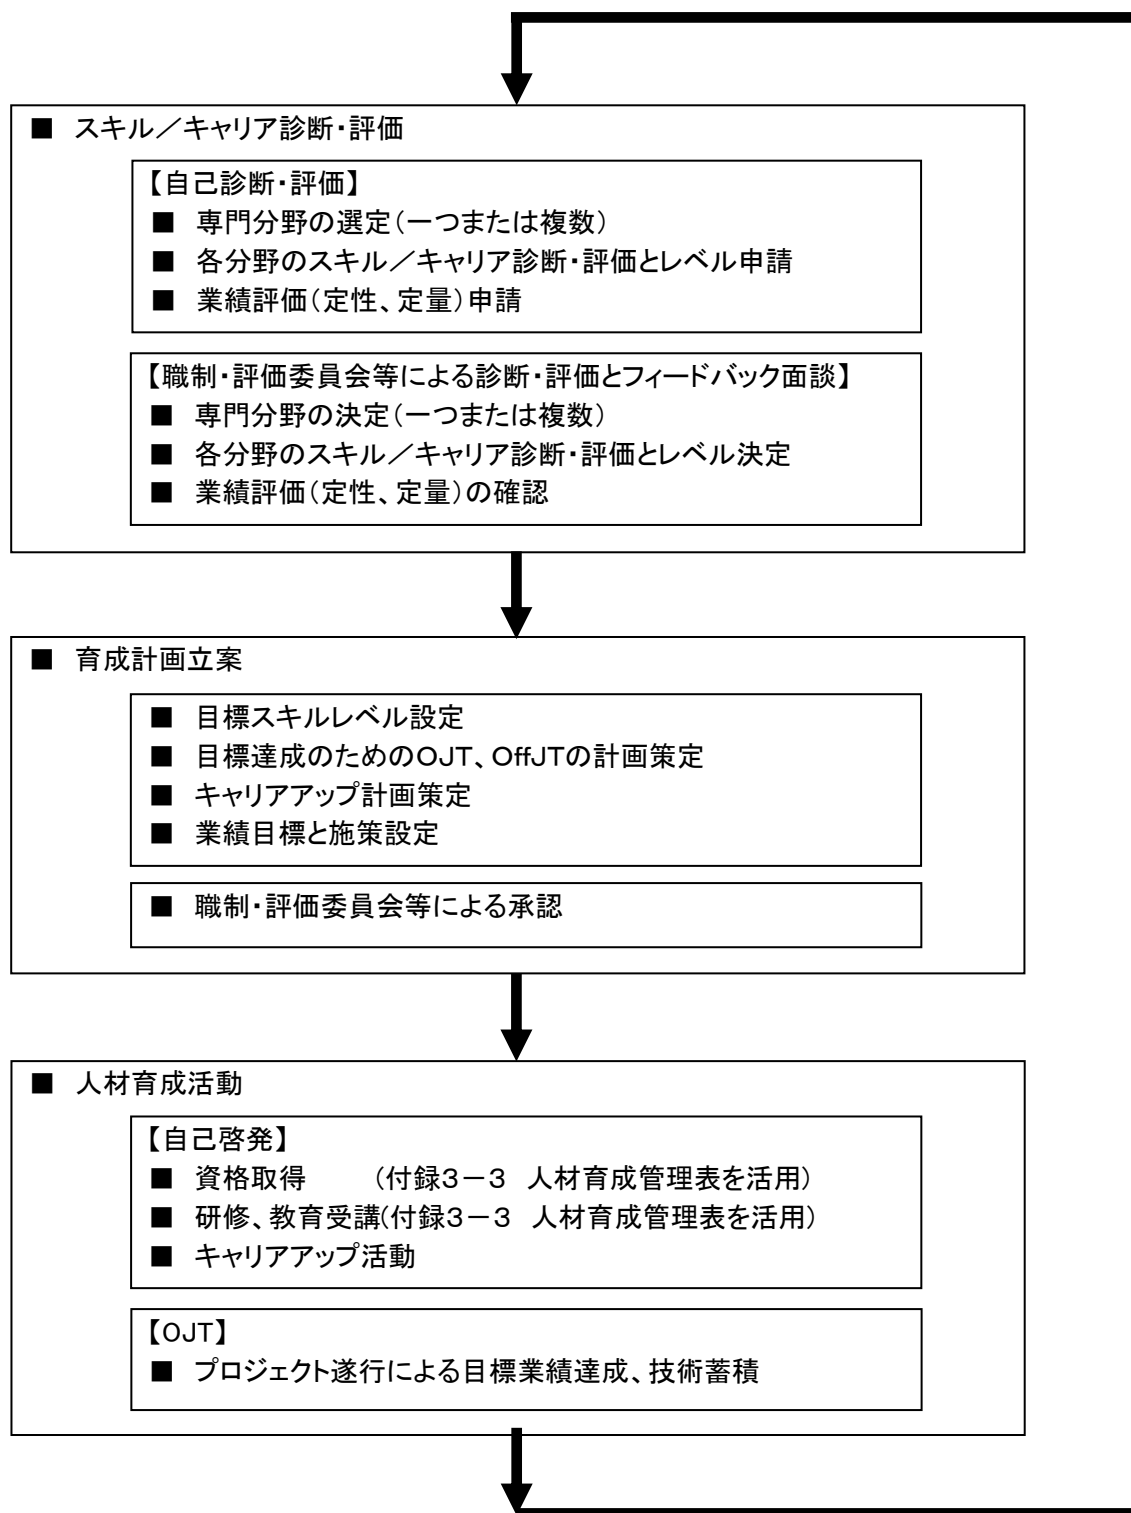 ■ スキル／キャリア診断・評価
【自己診断・評価】
■ 専門分野の選定（一つまたは複数）
■ 各分野のスキル／キャリア診断・評価とレベル申請
■ 業績評価（定性、定量）申請
【職制・評価委員会等による診断・評価とフィードバック面談】
■ 専門分野の決定（一つまたは複数）
■ 各分野のスキル／キャリア診断・評価とレベル決定
■ 業績評価（定性、定量）の確認
■ 育成計画立案
■ 目標スキルレベル設定
■ 目標達成のためのOJT、OffJTの計画策定
■ キャリアアップ計画策定
■ 業績目標と施策設定
■ 職制・評価委員会等による承認
■ 人材育成活動
【自己啓発】
■ 資格取得　　（付録３－３　人材育成管理表を活用）
■ 研修、教育受講（付録３－３　人材育成管理表を活用）
■ キャリアアップ活動
【OJT】
■ プロジェクト遂行による目標業績達成、技術蓄積